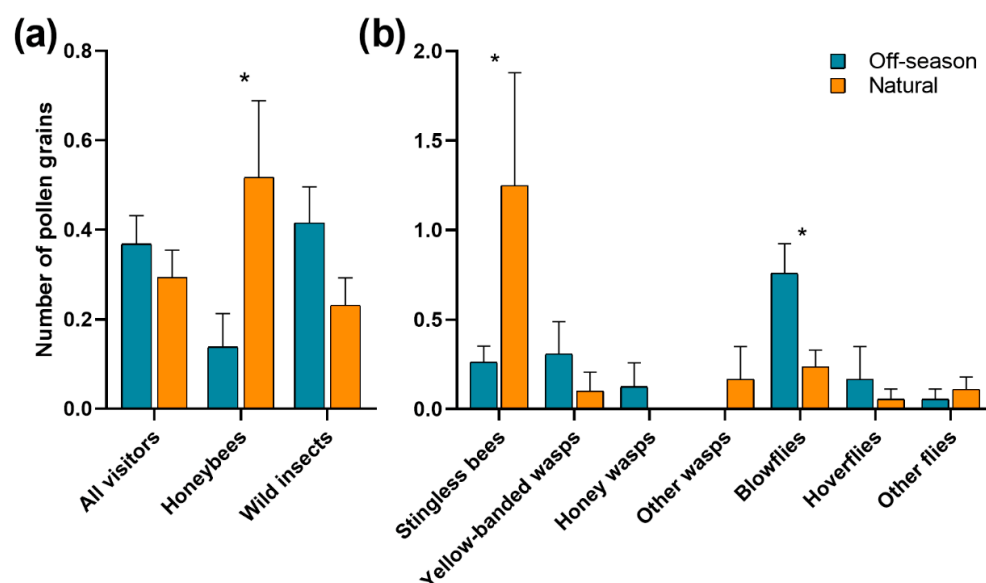 (a)
Number of pollen grains
0.8
0.6
0.4
0.2
0.0
*
All visitors
Honeybees
Wild insects
(b)
2.0
1.5
1.0
0.5
0.0
*
*
Off-season
Natural
Stingless bees
Yellow-banded wasps
Honey wasps
Other wasps
Blowflies
Hoverflies
Other flies